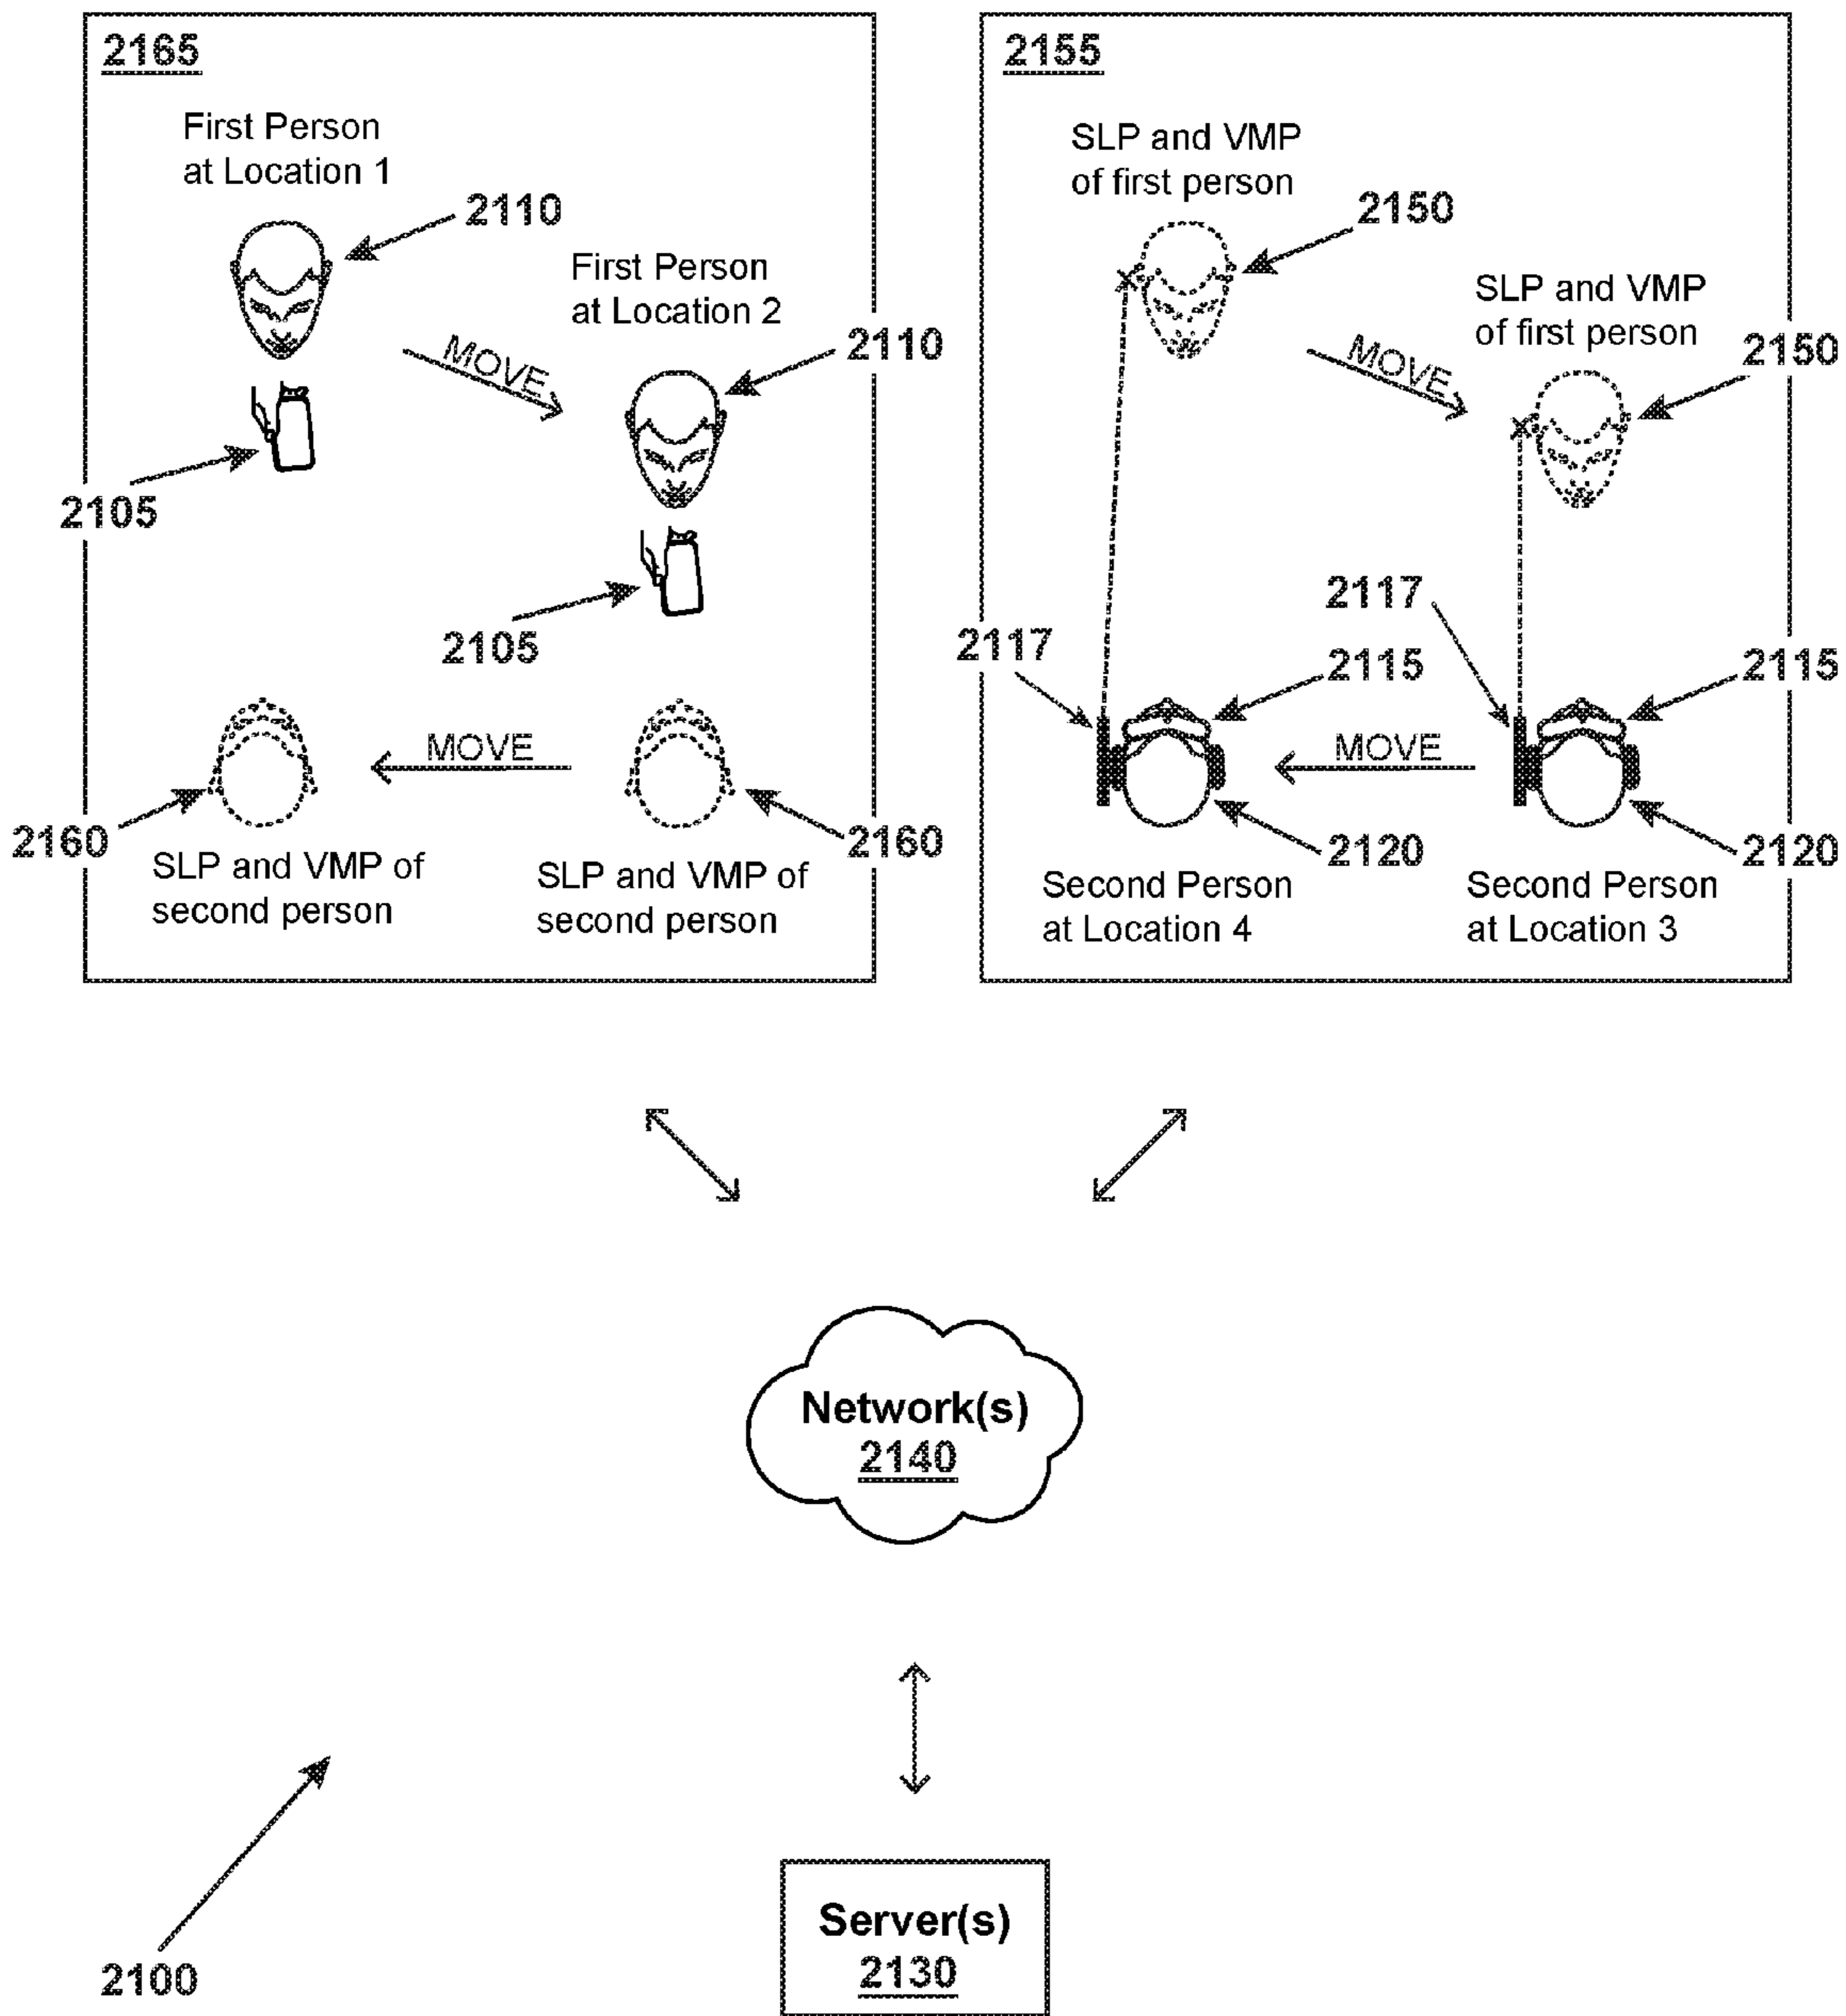 2165
First Person
at Location 1
2110
First Person
at Location 2
2110
MOVE
2105
2105
MOVE
2160
2160
SLP and VMP of
second person
SLP and VMP of
second person
2155
SLP and VMP
of first person
2150
SLP and VMP
of first person
2150
MOVE
2117
2117
2115
2115
MOVE
2120
2120
Second Person
at Location 4
Second Person
at Location 3
Network(s)
2140
Server(s)
2130
2100